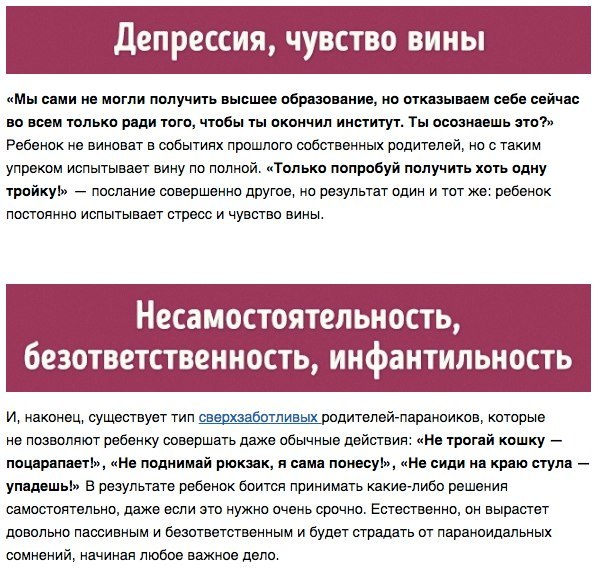 Депрессия, чувство вины
«Мы сами не могли получить высшее образование, но отказываем себе сейчас
во всем только ради того, чтобы ты окончил институт. Ты осознаешь это?»
Ребенок не виноват в событиях прошлого собственных родителей, но с таким
упреком испытывает вину по полной. «Только попробуй получить хоть одну
тройку!» — послание совершенно другое, но результат один и тот же: ребенок
постоянно испытывает стресс и чувство вины.
Несамостоятельность,
безответственность, инфантильность
И, наконец, существует тип сверхзаботливых родителей-параноиков, которые
не позволяют ребенку совершать даже обычные действия: «Не трогай кошку —
поцарапает!», «Не поднимай рюкзак, я сама понесу!», «Не сиди на краю стула —
упадешь!» В результате ребенок боится принимать какие-либо решения
самостоятельно, даже если это нужно очень срочно. Естественно, он вырастет
довольно пассивным и безответственным и будет страдать от параноидальных
сомнений, начиная любое важное дело.